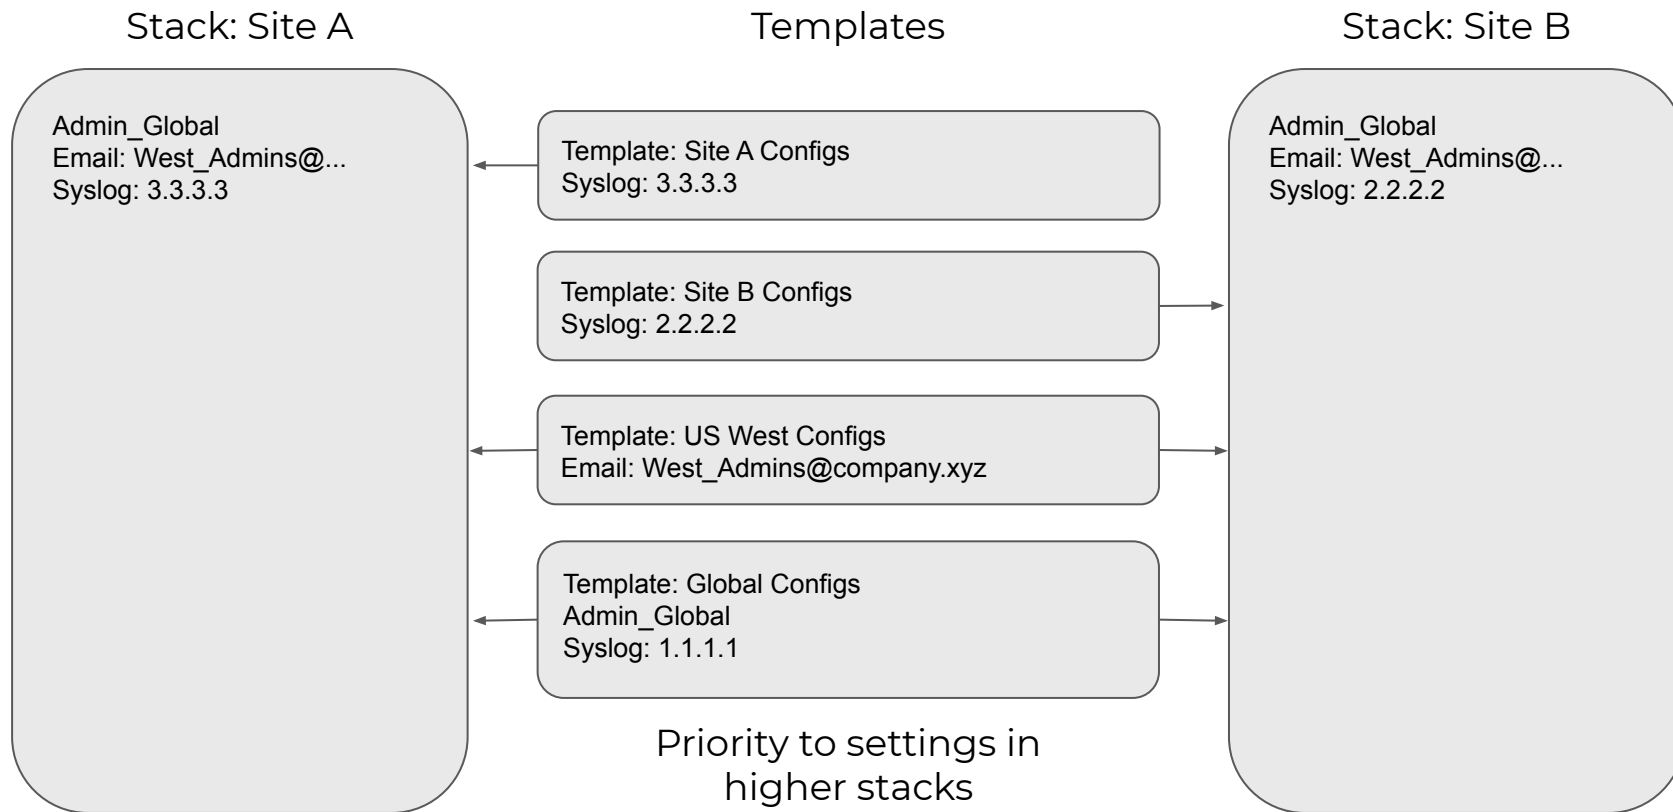 Stack: Site A
Templates
Stack: Site B
Admin_Global
Email: West_Admins@...
Syslog: 3.3.3.3
Template: Site A Configs
Syslog: 3.3.3.3
Template: Site B Configs
Syslog: 2.2.2.2
Template: US West Configs
Email: West_Admins@company.xyz
Template: Global Configs
Admin_Global
Syslog: 1.1.1.1
Priority to settings in
higher stacks
Admin_Global
Email: West_Admins@...
Syslog: 2.2.2.2